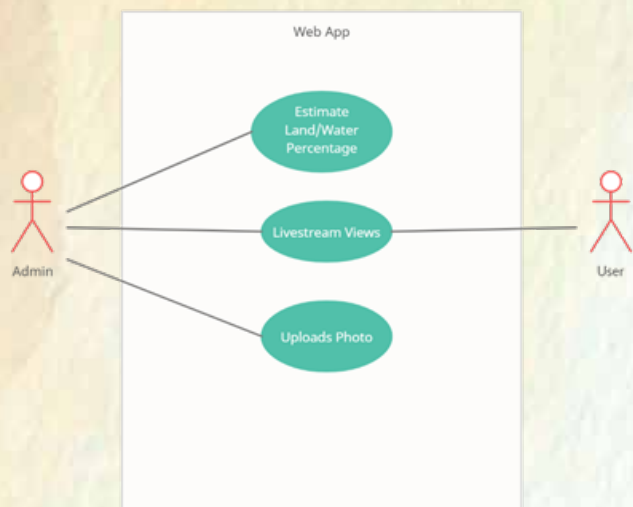 Web App
Estimate
Land/Water
Percentage
Livestream Views
Admin
User
Uploads Photo